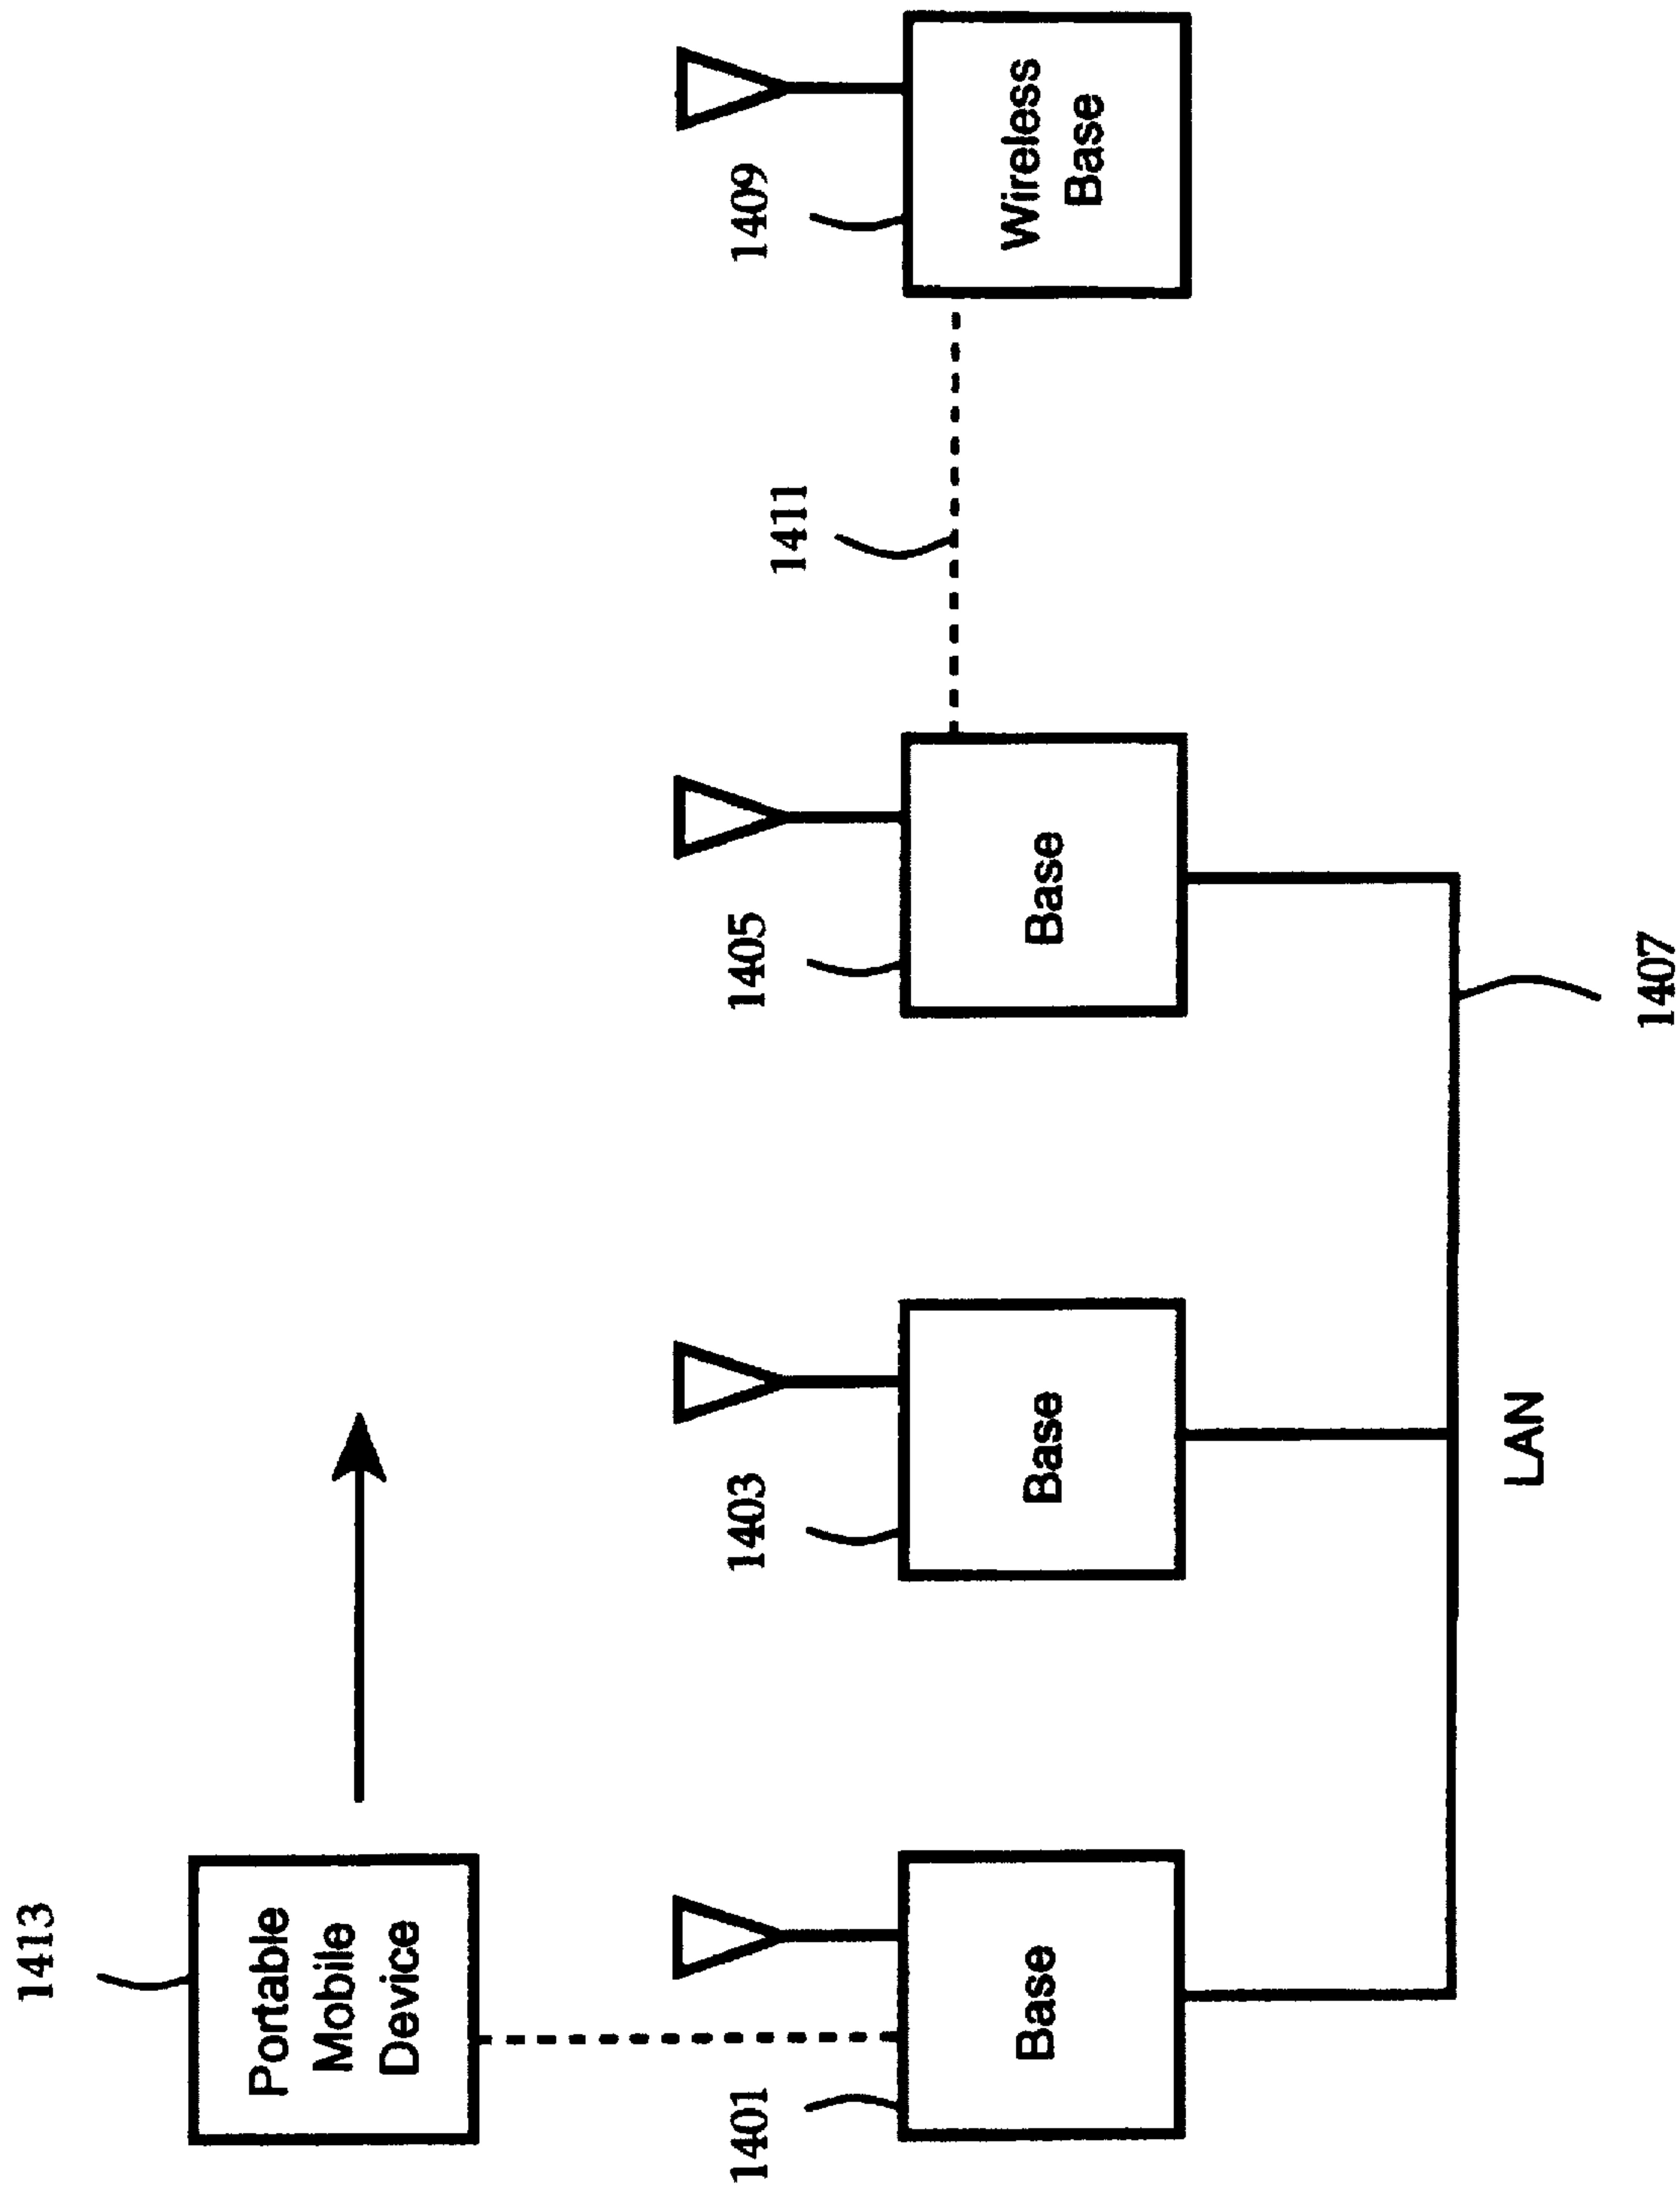 1413
Portable
Mobile
Device
1401
Base
1403
Base
1405
Base
1411
1409
Wireless
Base
LAN
1407